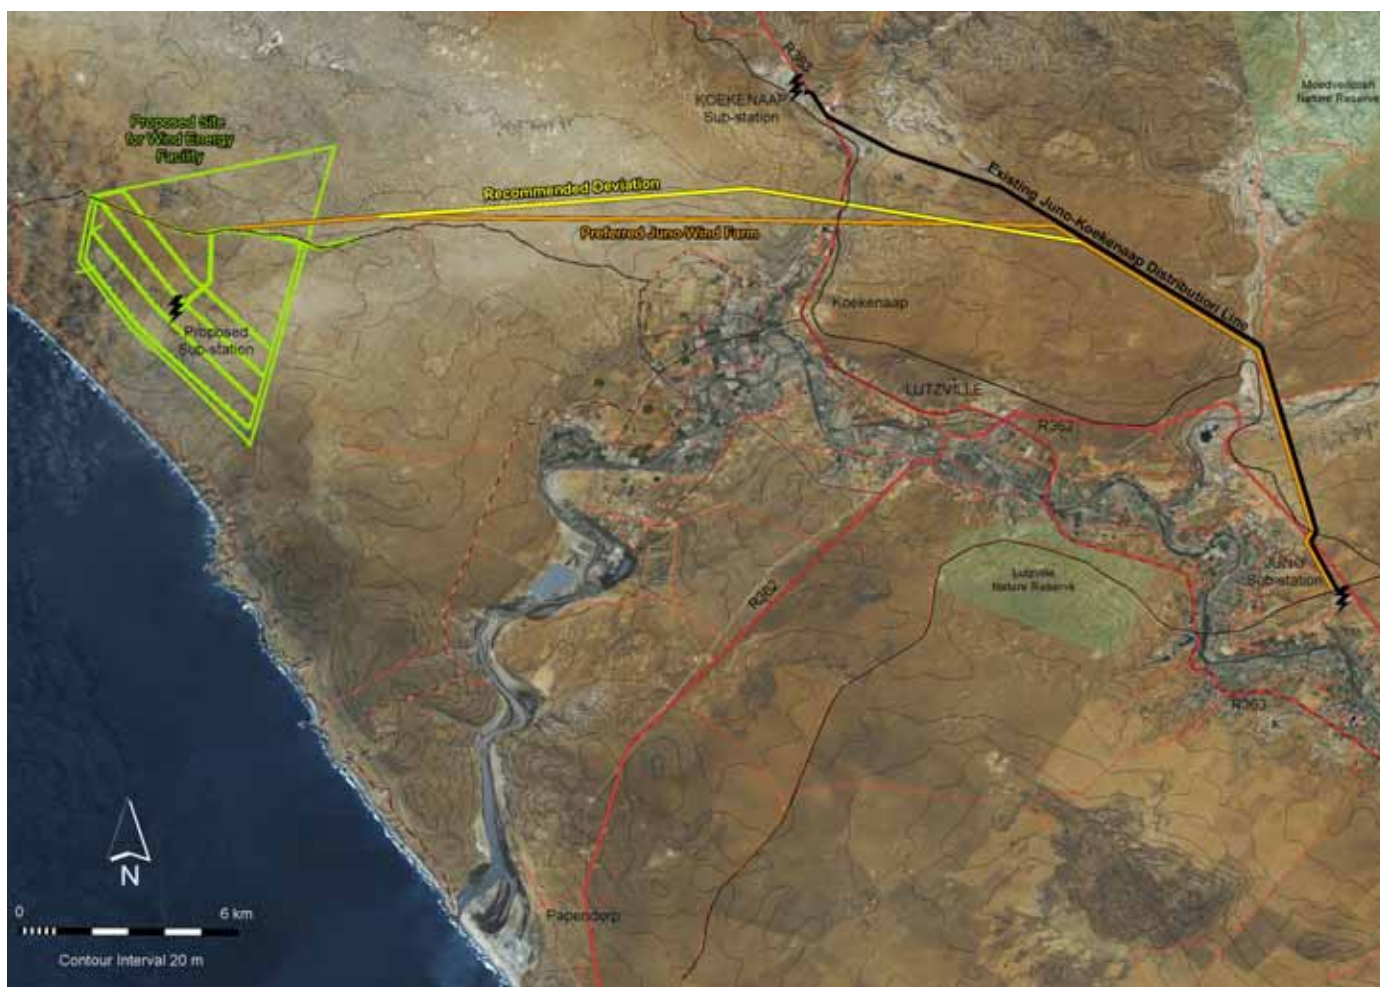 R363
KOEKENAAP
Sub-station
Moedverloren
Nature Reserve
Proposed Site
for Wind Energy
Facility
Existing Juno-Koekenaap Distribution Line
Recommended Deviation
Preferred Juno-Wind Farm
Koekenaap
Proposed
Sub-station
LUTZVILLE
R362
JUNO
Sub-station
Lutzville
Nature Reserve
R362
R363
N
0 6 km
Contour Interval 20 m
Papendorp